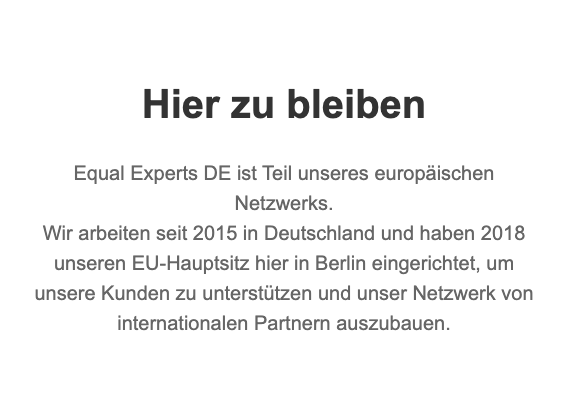 Hier zu bleiben
Equal Experts DE ist Teil unseres europäischen
Netzwerks.
Wir arbeiten seit 2015 in Deutschland und haben 2018
unseren EU-Hauptsitz hier in Berlin eingerichtet, um
unsere Kunden zu unterstützen und unser Netzwerk von
internationalen Partnern auszubauen.